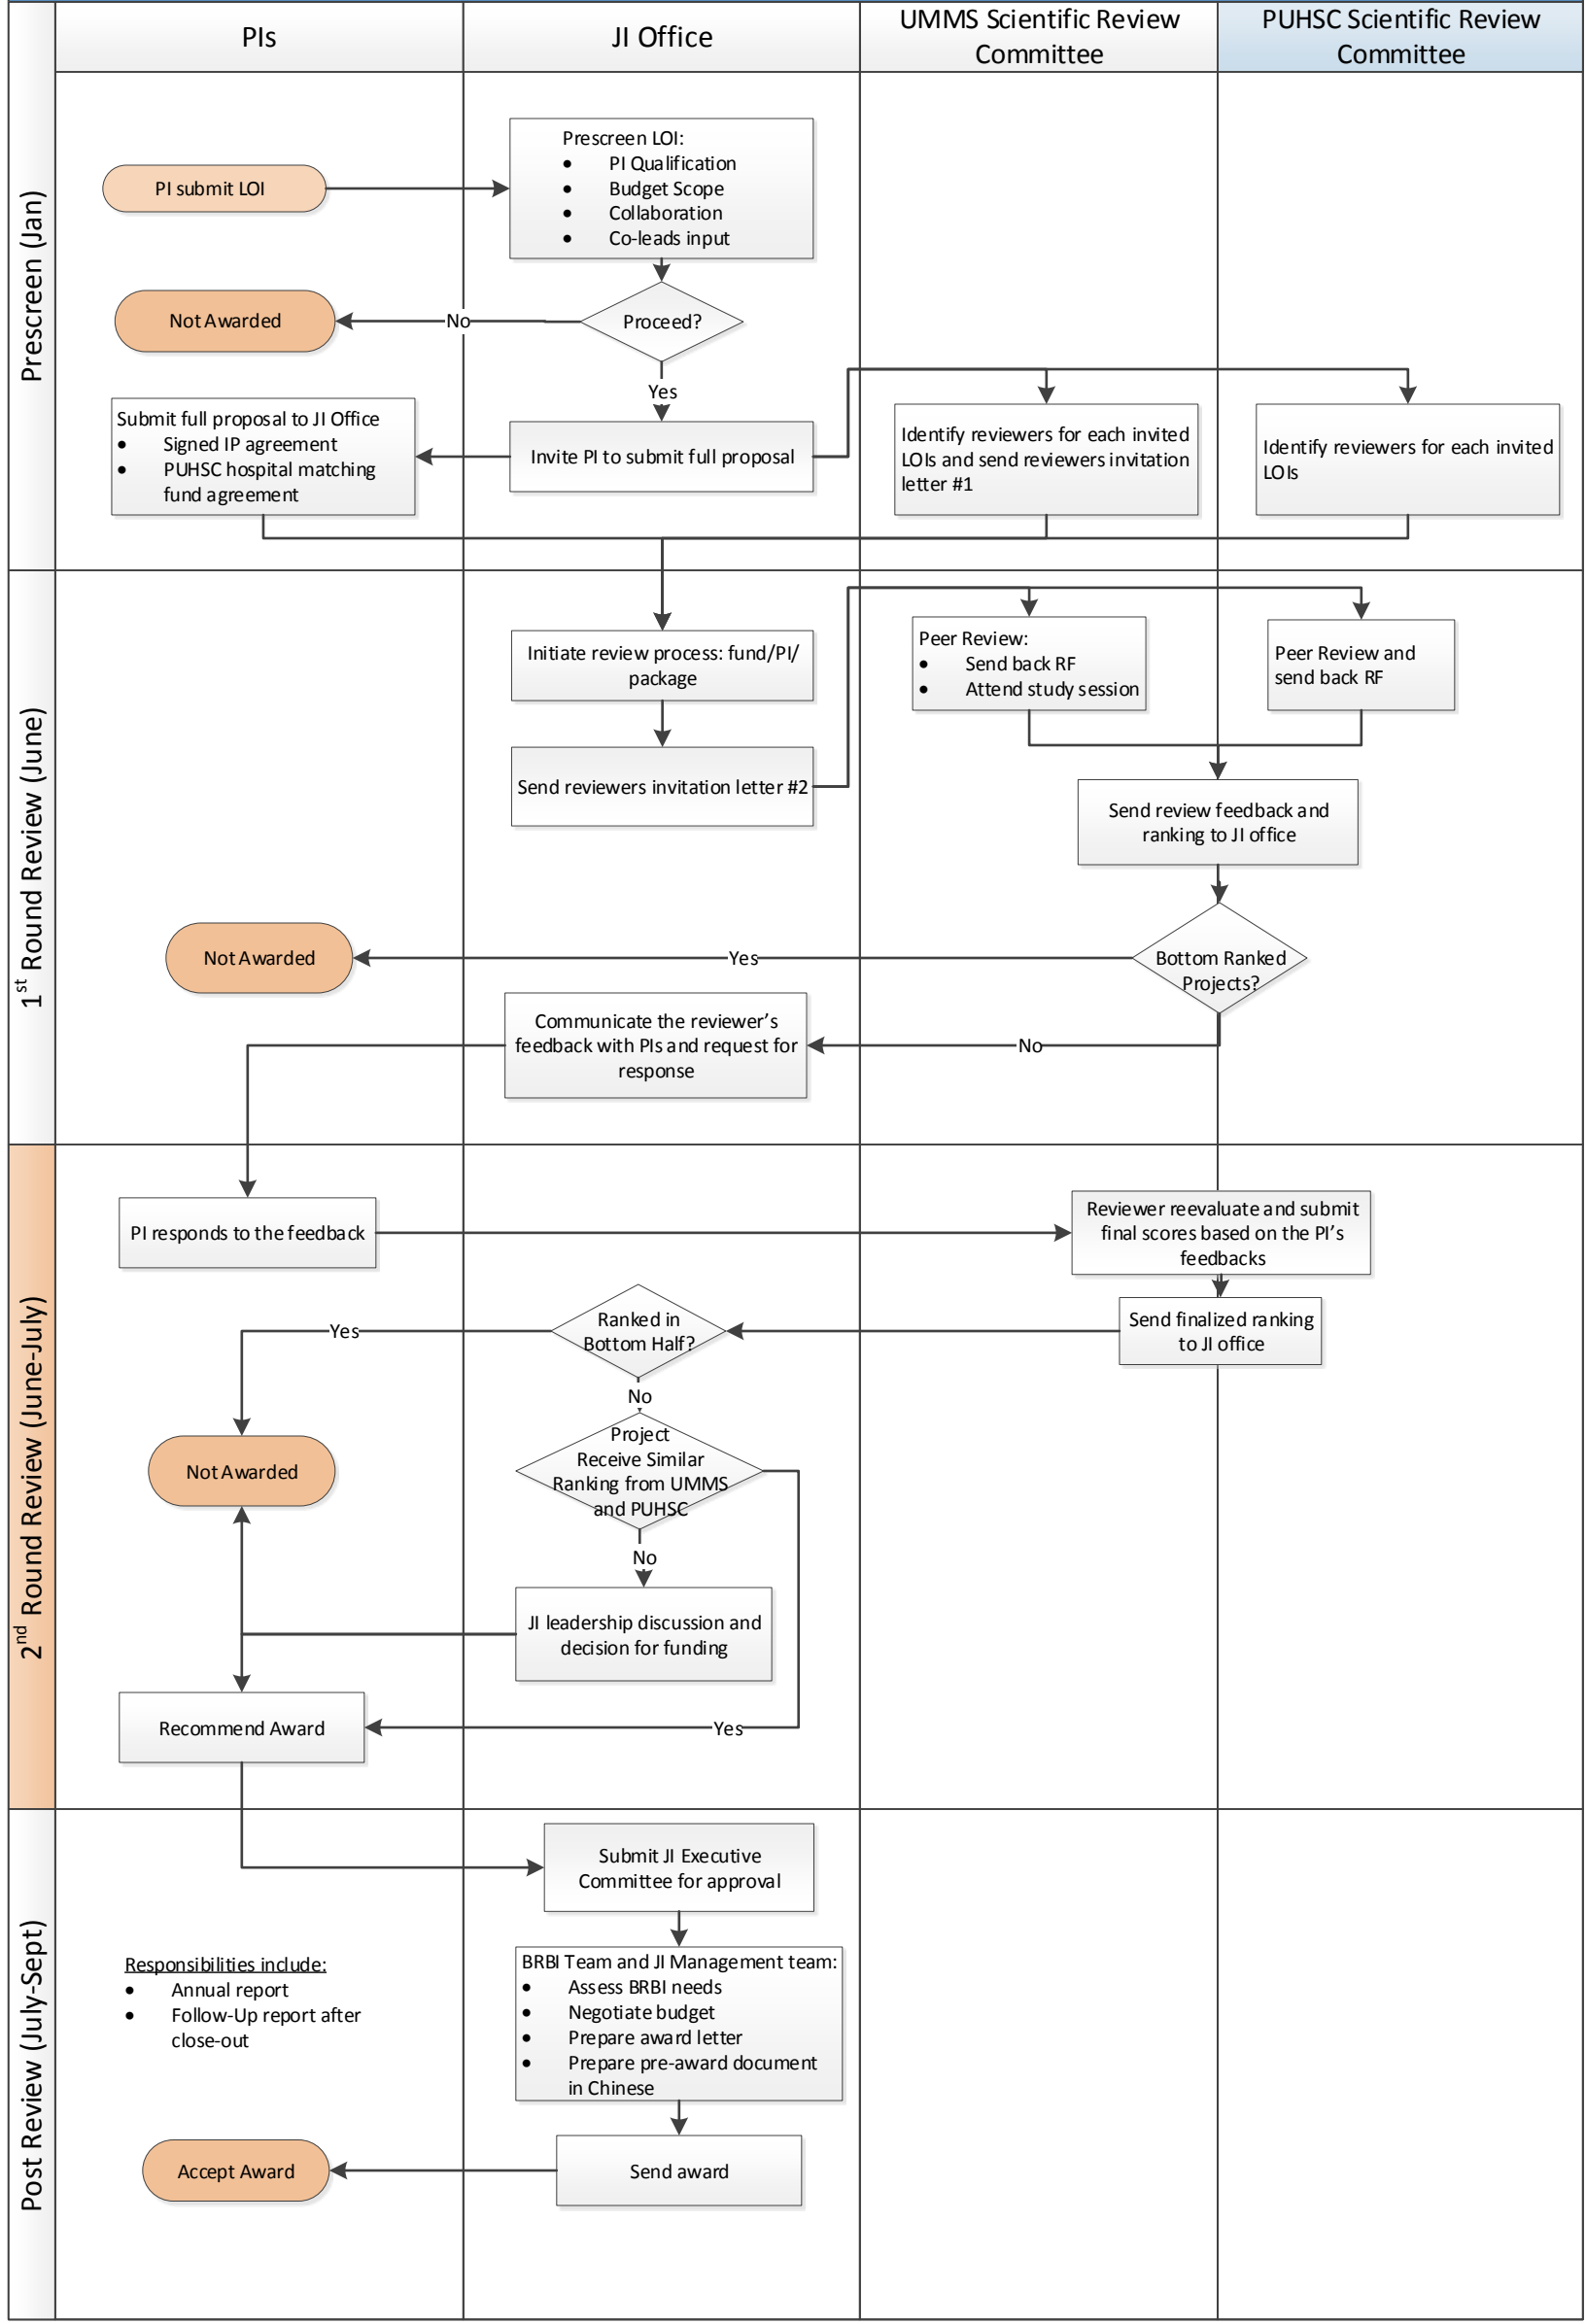 PIs
JI Office
UMMS Scientific Review
Committee
PUHSC Scientific Review
Committee
Prescreen (Jan)
PI submit LOI
Prescreen LOI:
• PI Qualification
• Budget Scope
• Collaboration
• Co-leads input
Not Awarded
No
Proceed?
Yes
Submit full proposal to JI Office
• Signed IP agreement
• PUHSC hospital matching
fund agreement
Invite PI to submit full proposal
Identify reviewers for each invited
LOIs and send reviewers invitation
letter #1
Identify reviewers for each invited
LOIs
1st Round Review (June)
Initiate review process: fund/PI/
package
Peer Review:
• Send back RF
• Attend study session
Peer Review and
send back RF
Send reviewers invitation letter #2
Send review feedback and
ranking to JI office
Not Awarded
Yes
Bottom Ranked
Projects?
Communicate the reviewer's
feedback with PIs and request for
response
No
2nd Round Review (June-July)
PI responds to the feedback
Reviewer reevaluate and submit
final scores based on the PI's
feedbacks
Yes
Ranked in
Bottom Half?
Send finalized ranking
to JI office
No
Not Awarded
Project
Receive Similar
Ranking from UMMS
and PUHSC
No
JI leadership discussion and
decision for funding
Recommend Award
Yes
Post Review (July-Sept)
Submit JI Executive
Committee for approval
Responsibilities include:
• Annual report
• Follow-Up report after
close-out
BRBI Team and JI Management team:
• Assess BRBI needs
• Negotiate budget
• Prepare award letter
• Prepare pre-award document
in Chinese
Accept Award
Send award